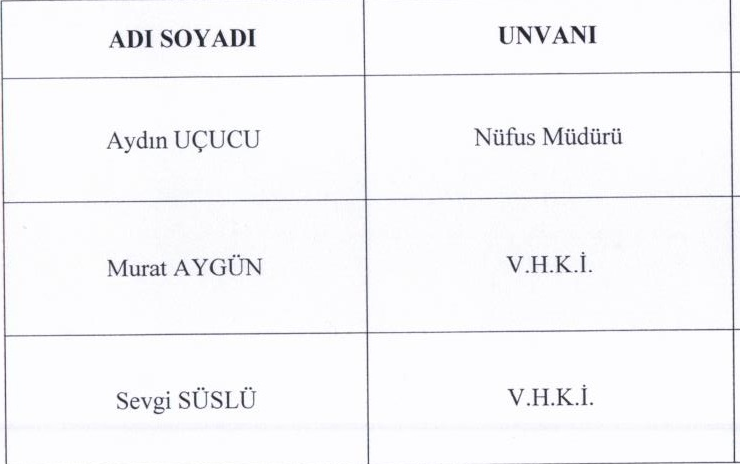 ADI SOYADI UNVANI
Aydın UÇUCU Nüfus Müdürü
Murat AYGÜN V.H.K.İ.
Sevgi SÜSLÜ V.H.K.İ.